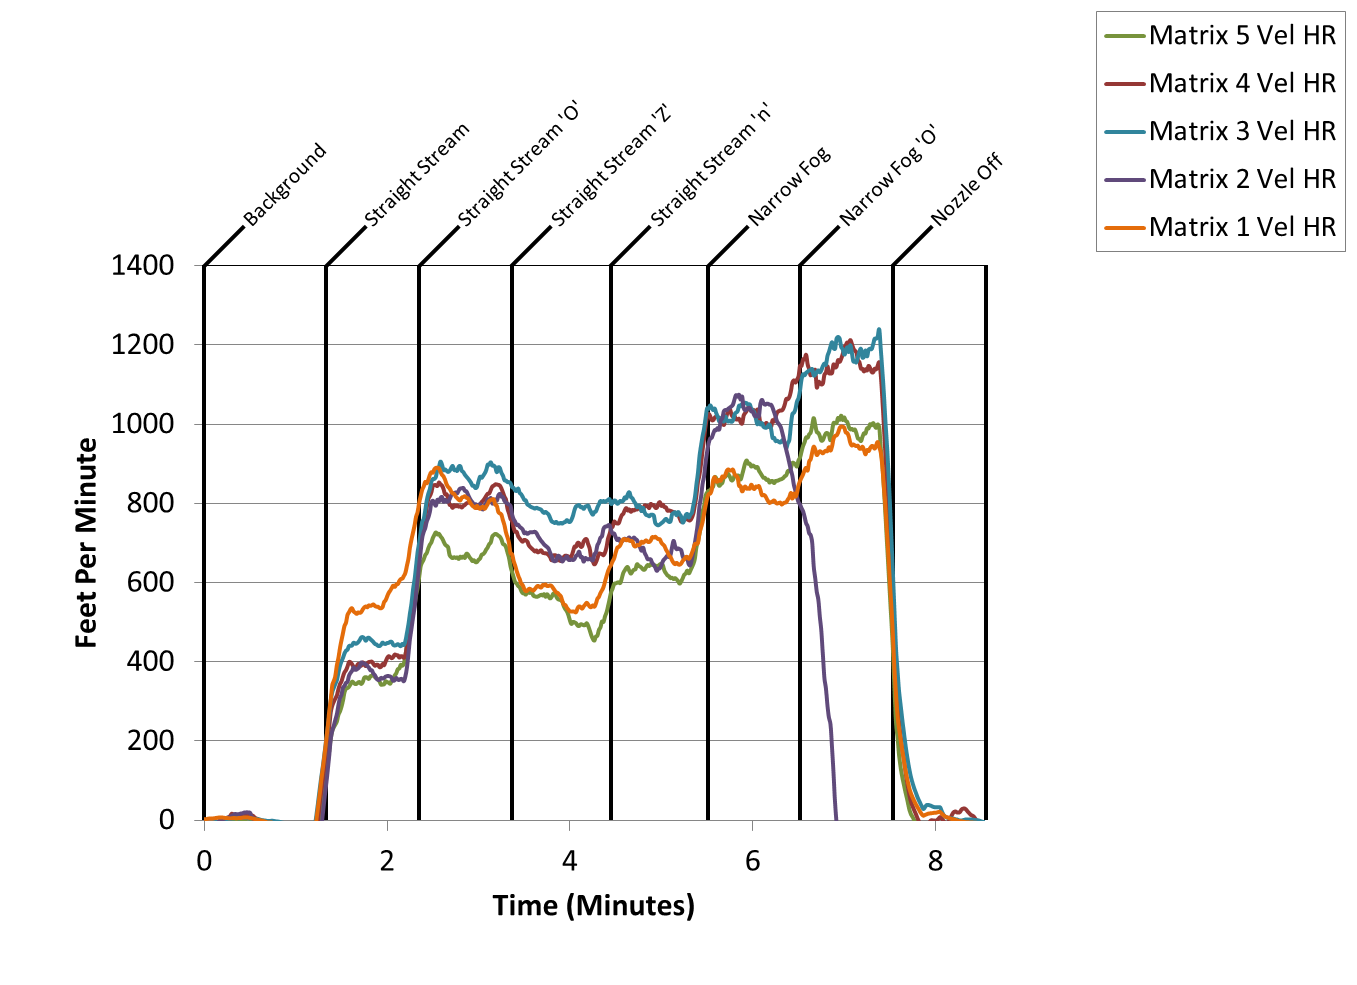 Matrix 5 Vel HR
Matrix 4 Vel HR
Matrix 3 Vel HR
Matrix 2 Vel HR
Matrix 1 Vel HR
Background
Straight Stream
Straight Stream 'O'
Straight Stream 'Z'
Straight Stream 'n'
Narrow Fog
Narrow Fog 'O'
Nozzle Off
Feet Per Minute
1400
1200
1000
800
600
400
200
0
0 2 4 6 8
Time (Minutes)